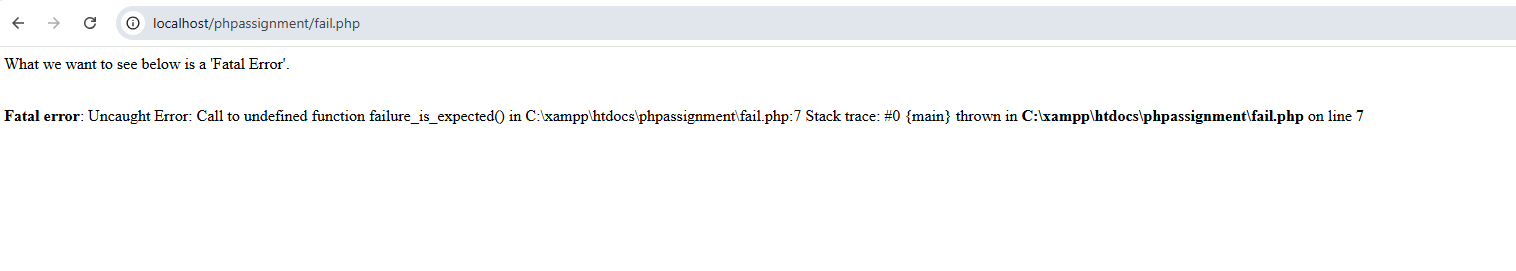 localhost/phpassignment/fail.php
What we want to see below is a 'Fatal Error'.
Fatal error: Uncaught Error: Call to undefined function failure_is_expected() in C:\xampp\htdocs\phpassignment\fail.php:7 Stack trace: #0 {main} thrown in C:\xampp\htdocs\phpassignment\fail.php on line 7